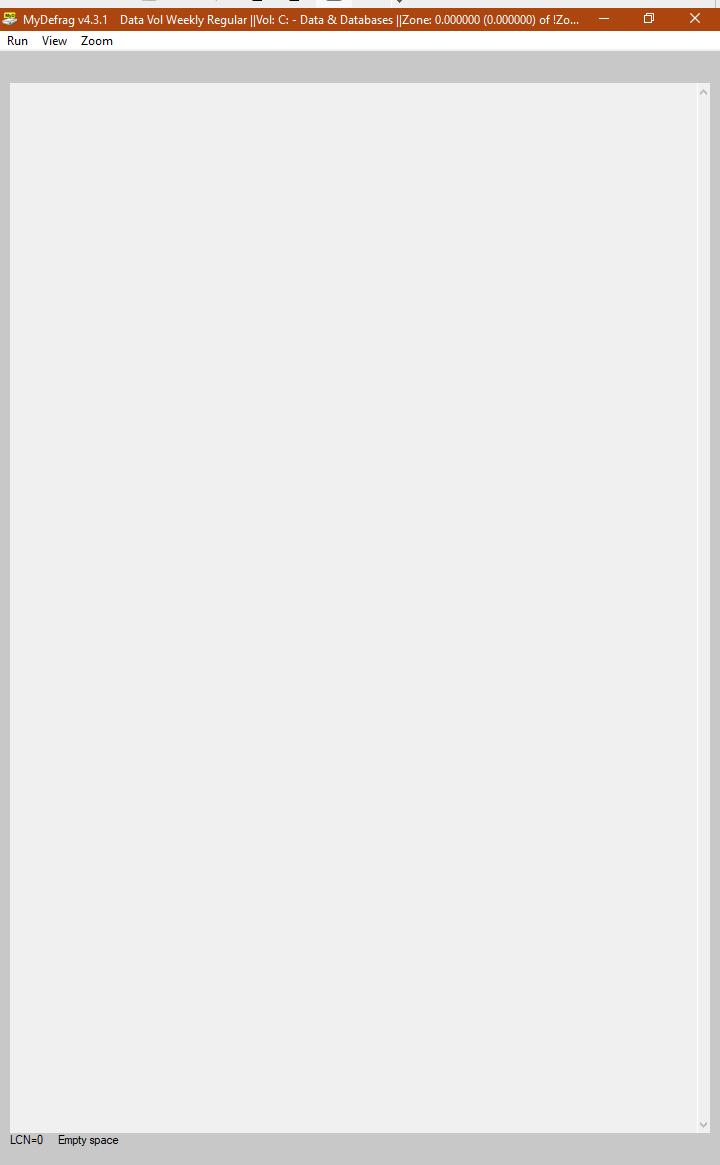 MyDefrag v4.3.1    Data Vol Weekly Regular ||Vol: C: - Data & Databases ||Zone: 0.000000 (0.000000) of !Zo...
Run    View    Zoom
LCN=0    Empty space